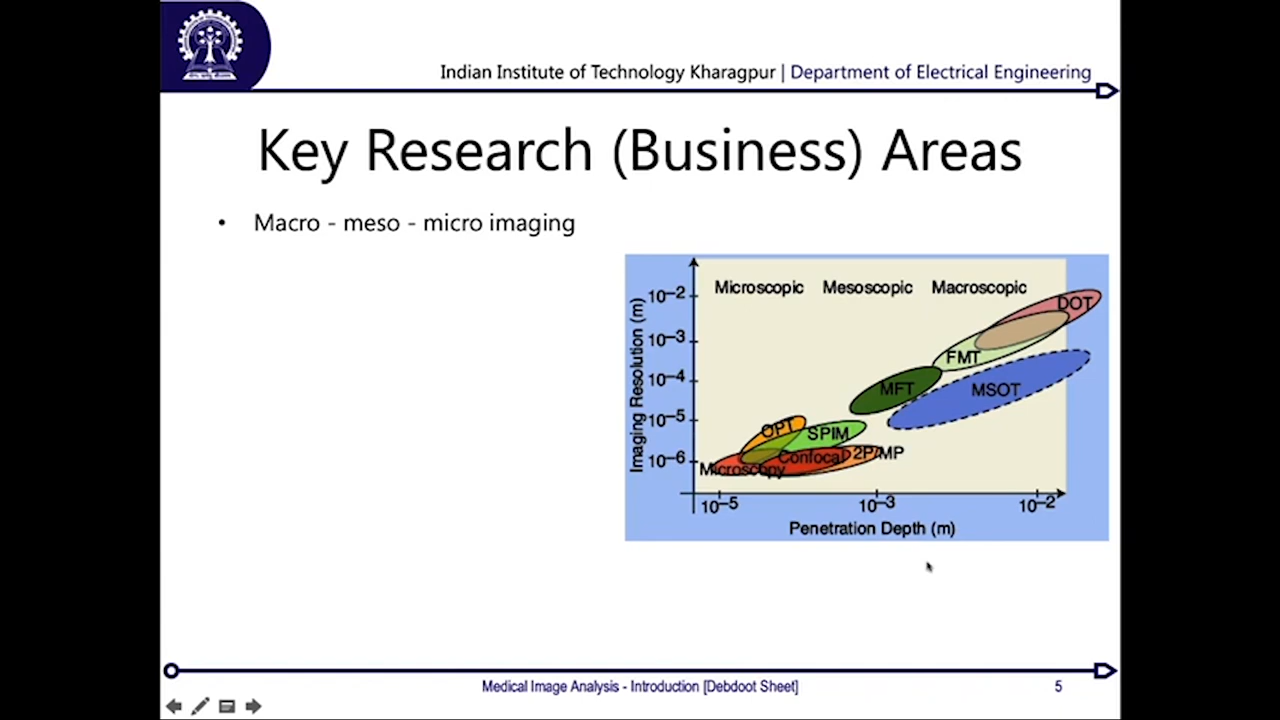 Indian Institute of Technology Kharagpur | Department of Electrical Engineering
Key Research (Business) Areas
• Macro - meso - micro imaging
Microscopic Mesoscopic Macroscopic
Imaging Resolution (m)
10–2
10–3
10–4
10–5
10–6
DOT
FMT
MFT
MSOT
OPT
SPIM
Confocal
2P/MP
Microscopy
10–5
10–3
10–2
Penetration Depth (m)
Medical Image Analysis - Introduction [Debdoot Sheet]
5